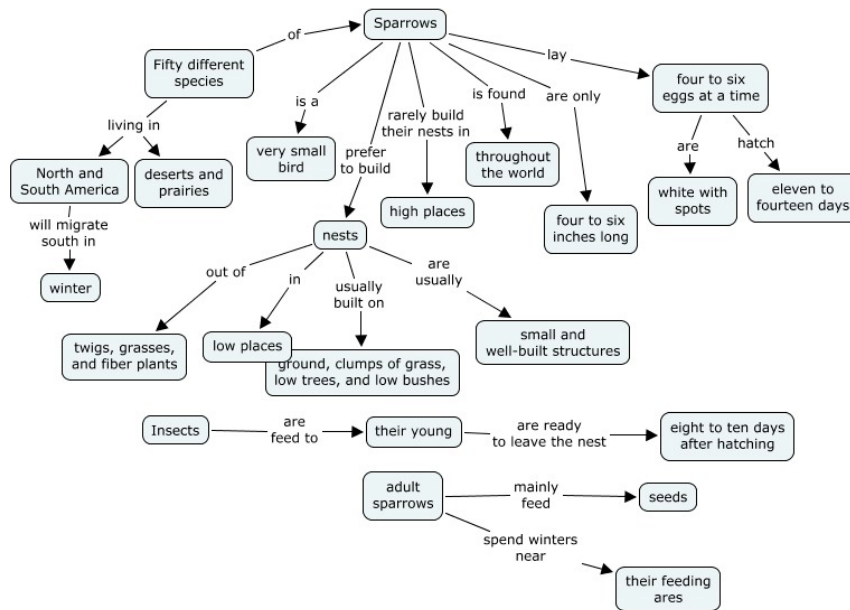 Sparrows
of
Fifty different
species
living in
North and
South America
deserts and
prairies
will migrate
south in
winter
is a
very small
bird
prefer
to build
nests
rarely build
their nests in
high places
is found
throughout
the world
are only
four to six
inches long
lay
four to six
eggs at a time
are
white with
spots
hatch
eleven to
fourteen days
out of
twigs, grasses,
and fiber plants
in
low places
usually
built on
ground, clumps of grass,
low trees, and low bushes
are
usually
small and
well-built structures
Insects
are
feed to
their young
are ready
to leave the nest
eight to ten days
after hatching
adult
sparrows
mainly
feed
seeds
spend winters
near
their feeding
ares